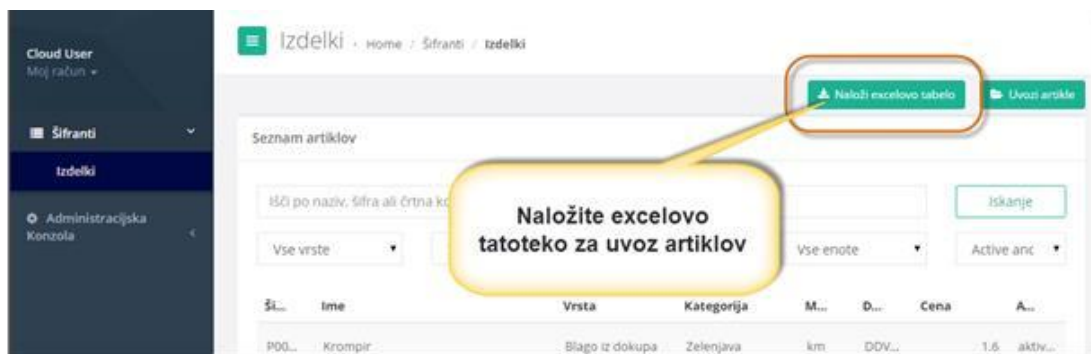 Cloud User
Moj račun
Izdelki · Home / Šifranti / Izdelki
Naloži excelovo tabelo
Uvozi artikle
Šifranti
Izdelki
Administracijska
Konzola
Seznam artiklov
Išči po naziv, šifra ali črtna
Iskanje
Naložite excelovo
tatoteko za uvoz artiklov
Vse vrste
Vse enote
Active anc
Ši... Ime Vrsta Kategorija M... D... Cena A...
P00... Krompir Blago iz dokupa Zelenjava km DDV... 1.6 aktiv...